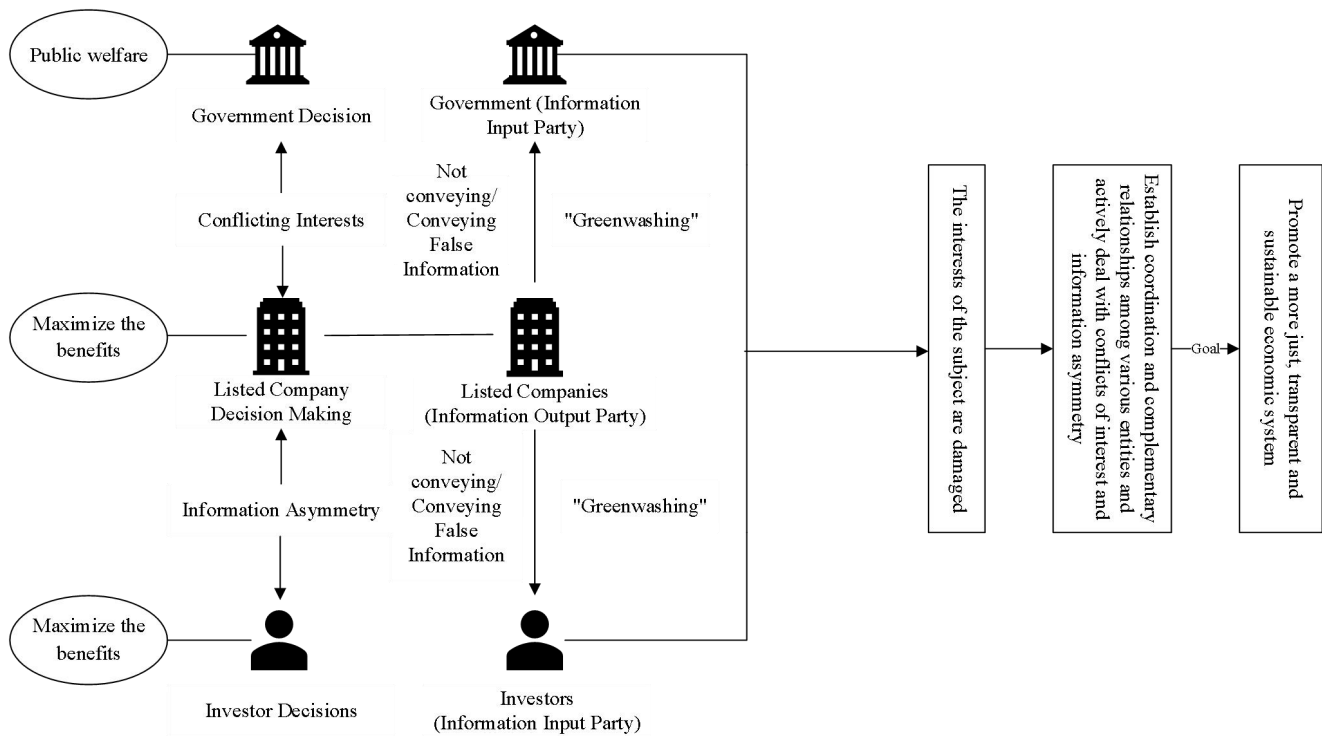 Public welfare
Government Decision
Government (Information
Input Party)
Conflicting Interests
Not
conveying/
Conveying
False
Information
"Greenwashing"
Maximize the
benefits
Listed Company
Decision Making
Listed Companies
(Information Output Party)
Information Asymmetry
Not
conveying/
Conveying
False
Information
"Greenwashing"
Maximize the
benefits
Investor Decisions
Investors
(Information Input Party)
The interests of the subject are damaged
Establish coordination and complementary
relationships among various entities and
actively deal with conflicts of interest and
information asymmetry
Goal
Promote a more just, transparent and
sustainable economic system